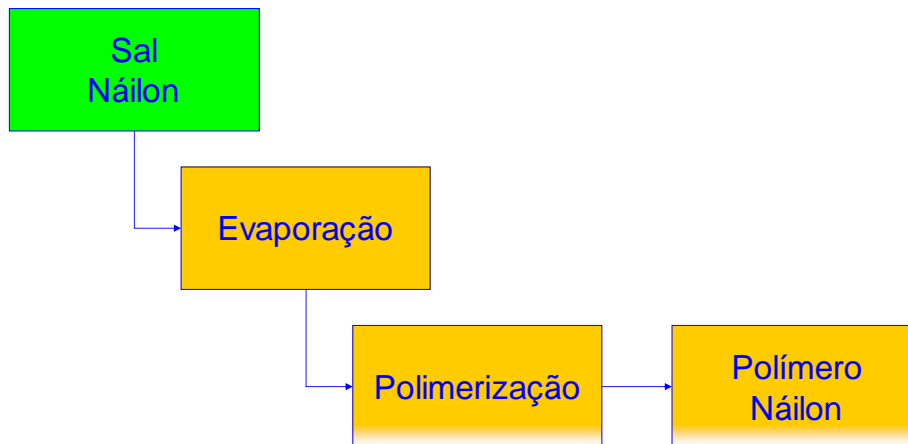 Sal
Náilon
Evaporação
Polimerização
Polímero
Náilon